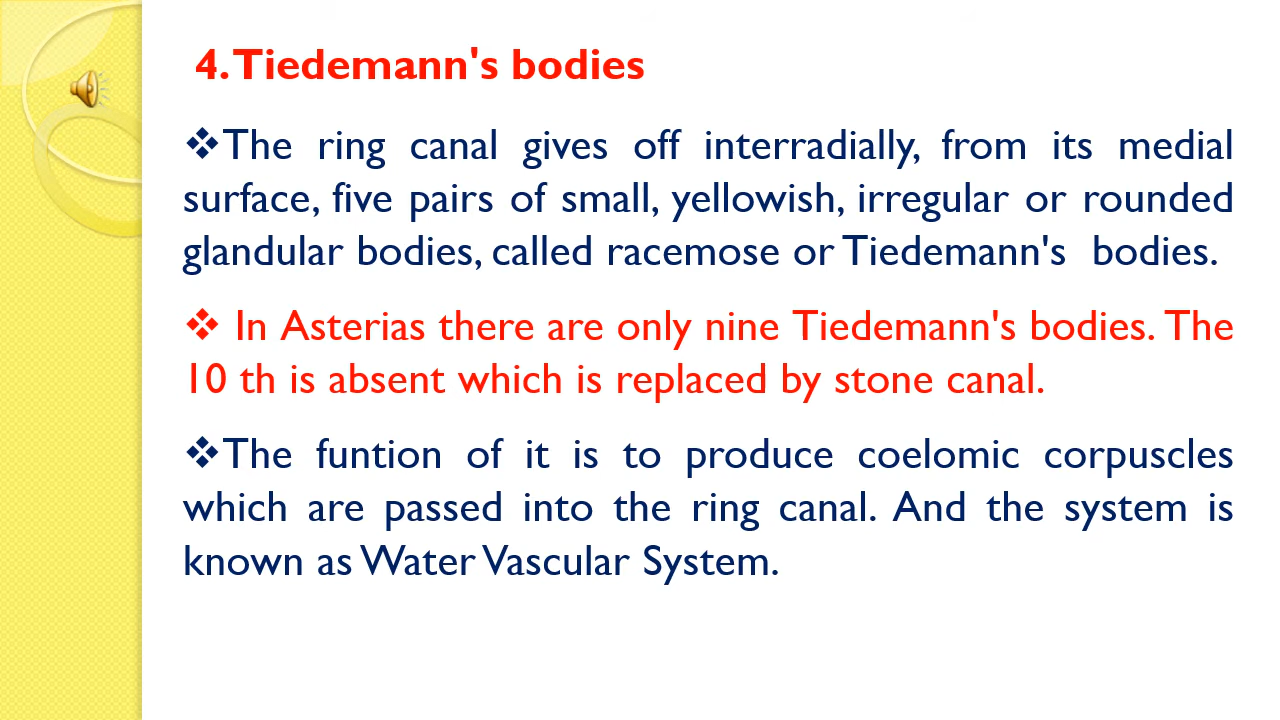 4. Tiedemann's bodies
❖The ring canal gives off interradially, from its medial
surface, five pairs of small, yellowish, irregular or rounded
glandular bodies, called racemose or Tiedemann's bodies.
❖ In Asterias there are only nine Tiedemann's bodies. The
10 th is absent which is replaced by stone canal.
❖The funtion of it is to produce coelomic corpuscles
which are passed into the ring canal. And the system is
known as Water Vascular System.